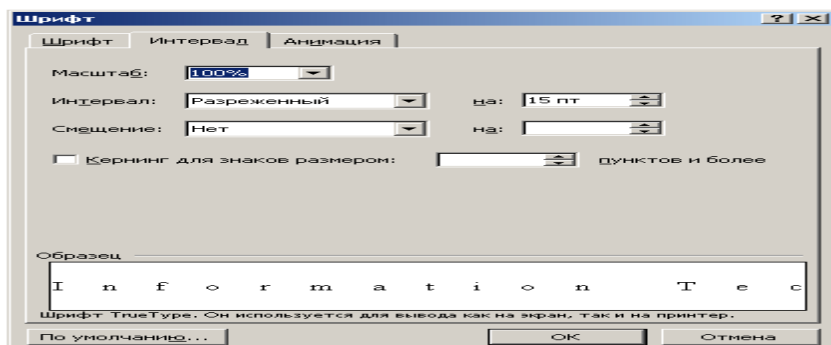 Шрифт
Шрифт Интервал Анимация
Масштаб: 100%
Интервал: Разреженный на: 15 пт
Смещение: Нет на:
Кернинг для знаков размером: пунктов и более
Образец
I n f o r m a t i o n T e c
Шрифт TrueType. Он используется для вывода как на экран, так и на принтер.
По умолчанию... ОК Отмена